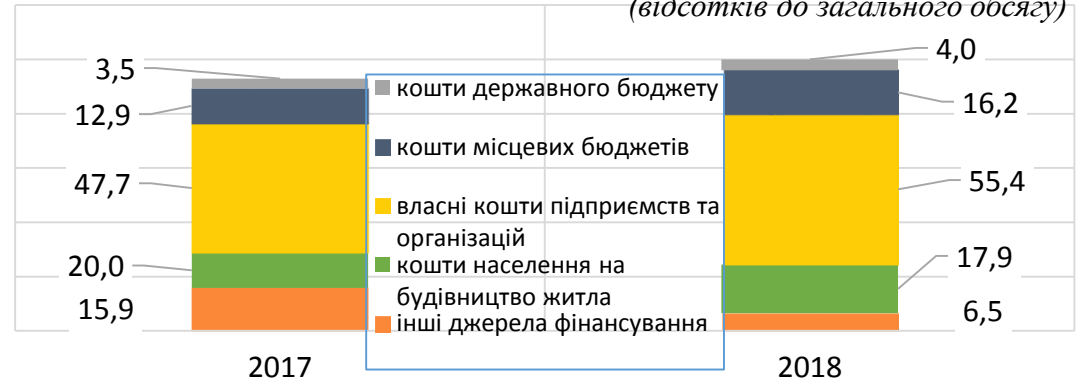 (відсотків до загального обсягу)
3,5
12,9
47,7
20,0
15,9
кошти державного бюджету
кошти місцевих бюджетів
власні кошти підприємств та
організацій
кошти населення на
будівництво житла
інші джерела фінансування
4,0
16,2
55,4
17,9
6,5
2017
2018